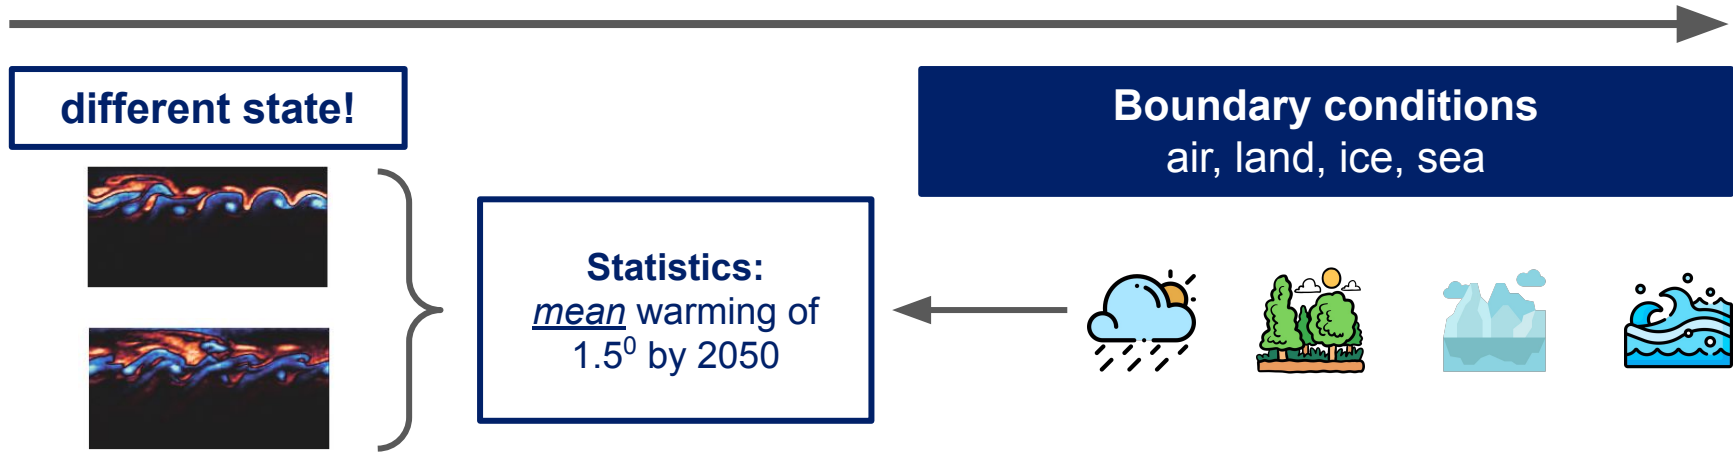 different state!
Boundary conditions
air, land, ice, sea
Statistics:
mean warming of
1.5⁰ by 2050